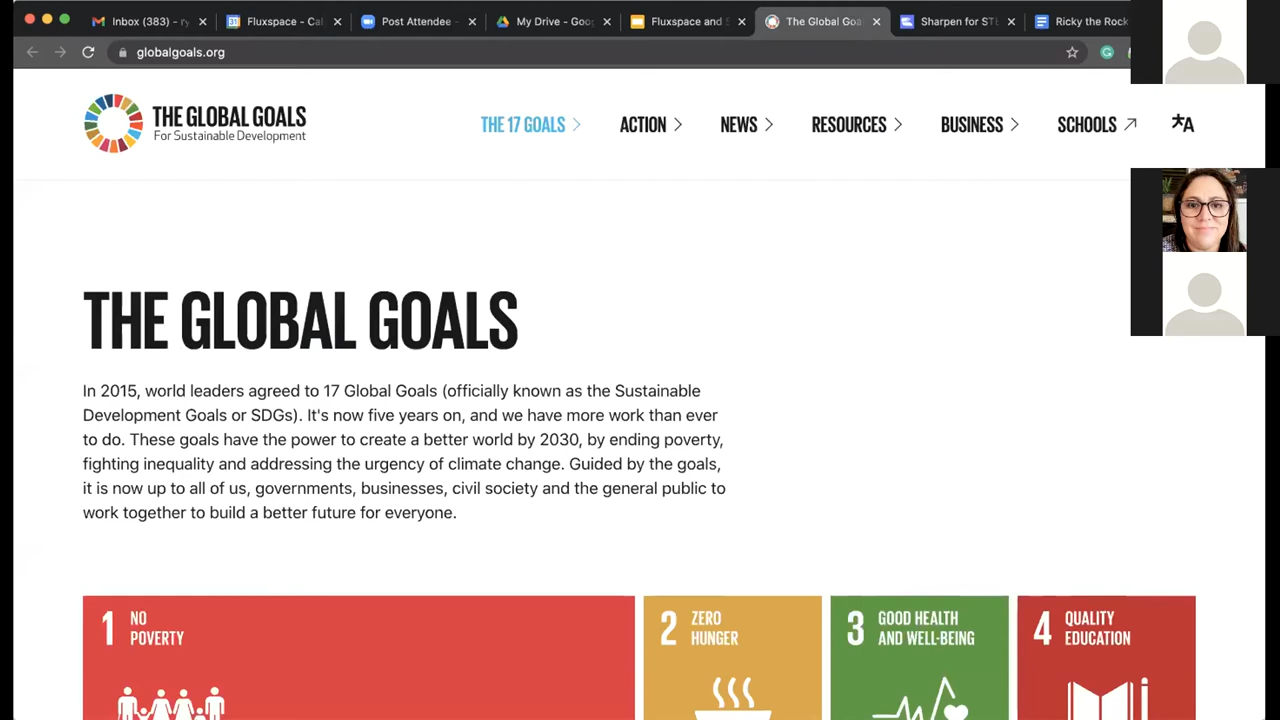 Inbox (383) – ry
Fluxspace - Cal
Post Attendee -
My Drive - Goog
Fluxspace and S
The Global Goa
Sharpen for STE
Ricky the Rock
globalgoals.org
THE GLOBAL GOALS
For Sustainable Development
THE 17 GOALS
ACTION
NEWS
RESOURCES
BUSINESS
SCHOOLS
THE GLOBAL GOALS
In 2015, world leaders agreed to 17 Global Goals (officially known as the Sustainable
Development Goals or SDGs). It's now five years on, and we have more work than ever
to do. These goals have the power to create a better world by 2030, by ending poverty,
fighting inequality and addressing the urgency of climate change. Guided by the goals,
it is now up to all of us, governments, businesses, civil society and the general public to
work together to build a better future for everyone.
1 NO
POVERTY
2 ZERO
HUNGER
3 GOOD HEALTH
AND WELL-BEING
4 QUALITY
EDUCATION